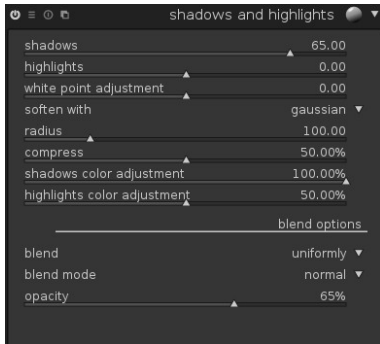 shadows and highlights
shadows 65.00
highlights 0.00
white point adjustment 0.00
soften with gaussian
radius 100.00
compress 50.00%
shadows color adjustment 100.00%
highlights color adjustment 50.00%
blend options
blend uniformly
blend mode normal
opacity 65%